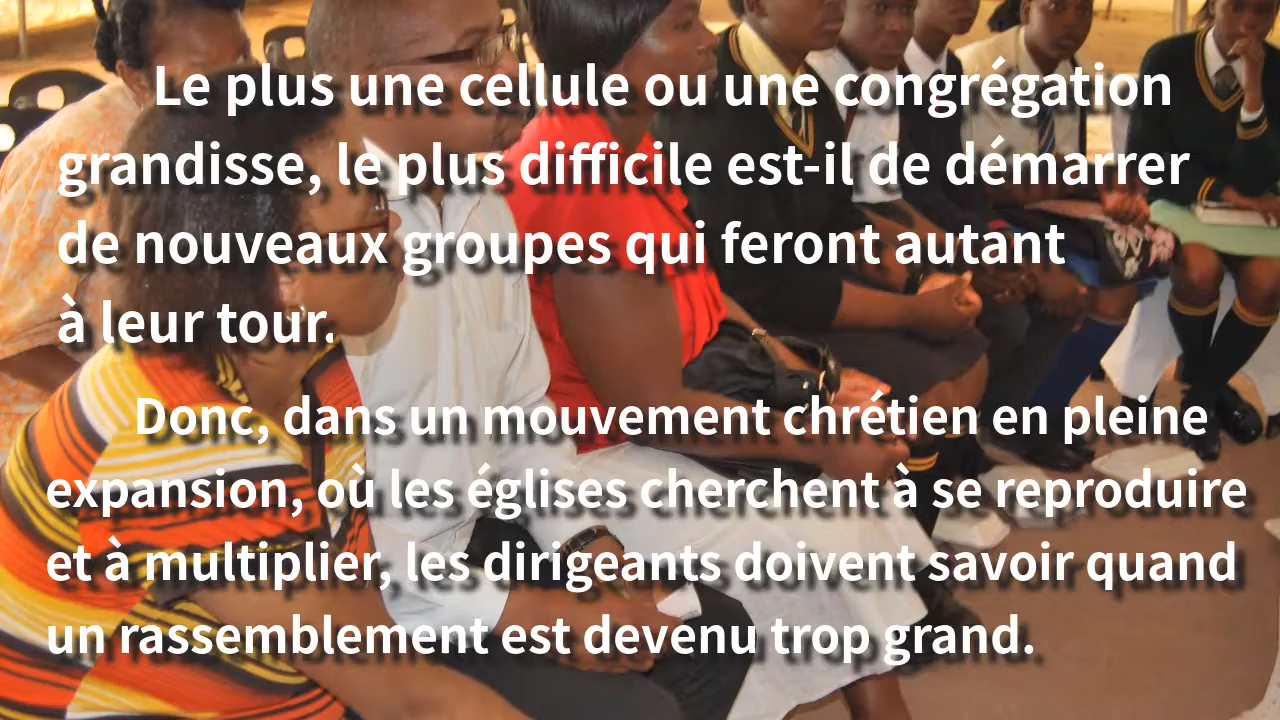 Le plus une cellule ou une congrégation
grandisse, le plus difficile est-il de démarrer
de nouveaux groupes qui feront autant
à leur tour.
Donc, dans un mouvement chrétien en pleine
expansion, où les églises cherchent à se reproduire
et à multiplier, les dirigeants doivent savoir quand
un rassemblement est devenu trop grand.